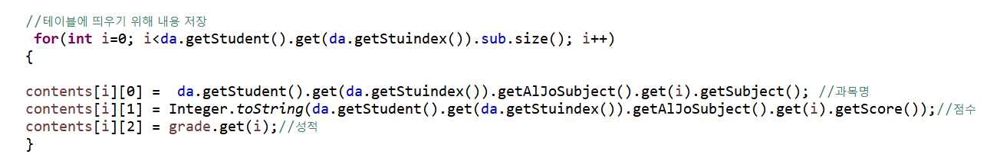 //테이블에 띄우기 위해 내용 저장
for(int i=0; i<da.getStudent().get(da.getStuindex()).sub.size(); i++)
{
contents[i][0] =  da.getStudent().get(da.getStuindex()).getAlJoSubject().get(i).getSubject(); //과목명
contents[i][1] = Integer.toString(da.getStudent().get(da.getStuindex()).getAlJoSubject().get(i).getScore());//점수
contents[i][2] = grade.get(i);//성적
}